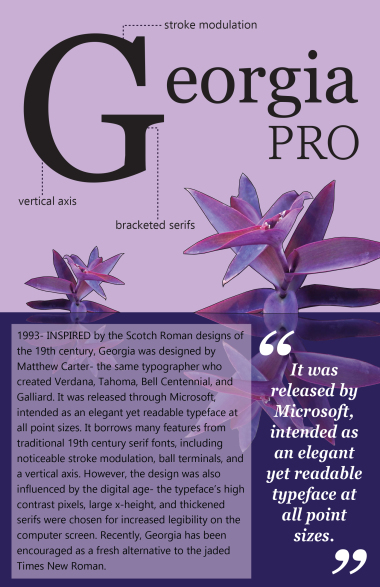 stroke modulation
Georgia
PRO
vertical axis
bracketed serifs
1993- INSPIRED by the Scotch Roman designs of
the 19th century, Georgia was designed by
Matthew Carter- the same typographer who
created Verdana, Tahoma, Bell Centennial, and
Galliard. It was released through Microsoft,
intended as an elegant yet readable typeface at
all point sizes. It borrows many features from
traditional 19th century serif fonts, including
noticeable stroke modulation, ball terminals, and
a vertical axis. However, the design was also
influenced by the digital age- the typeface's high
contrast pixels, large x-height, and thickened
serifs were chosen for increased legibility on the
computer screen. Recently, Georgia has been
encouraged as a fresh alternative to the jaded
Times New Roman.
“
It was
released by
Microsoft,
intended as
an elegant
yet readable
typeface at
all point
sizes.
”